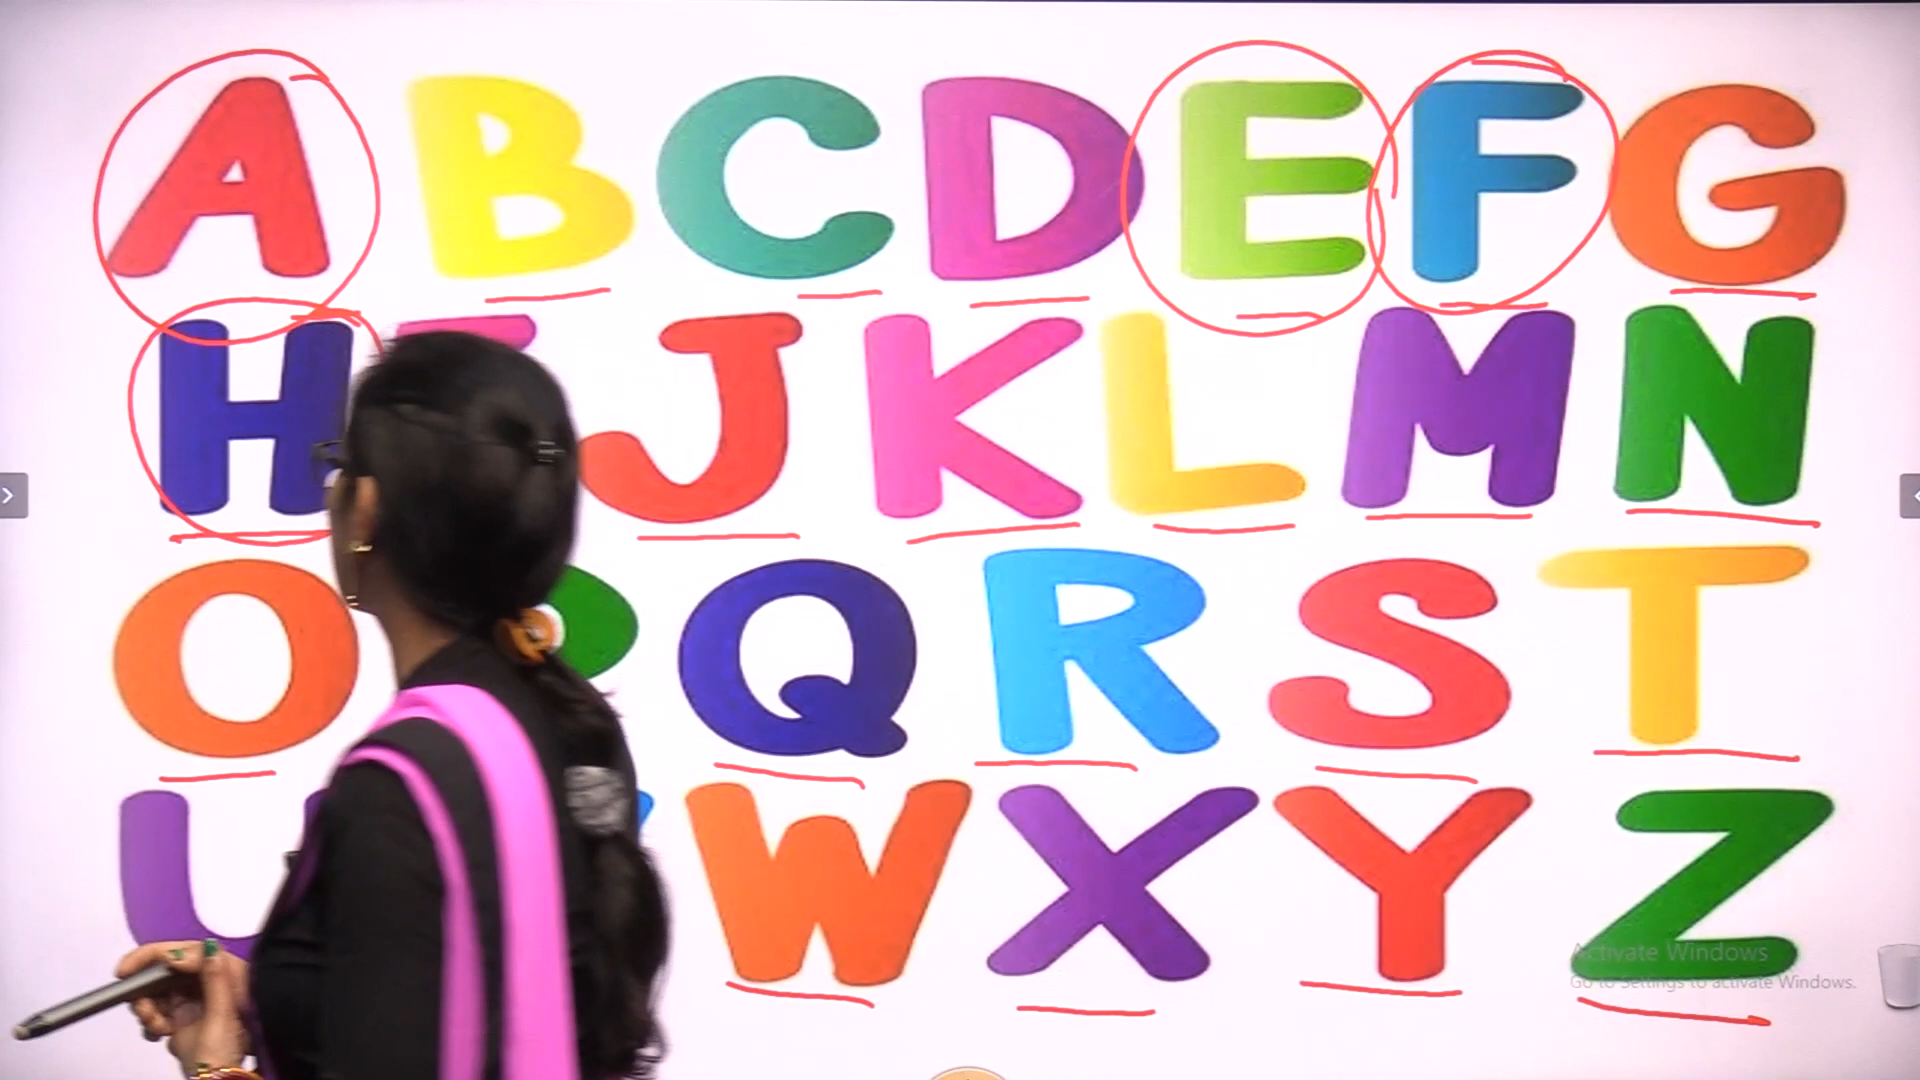 A B C D E F G
H J K L M N
O P Q R S T
U W X Y Z
Activate Windows
Go to Settings to activate Windows.